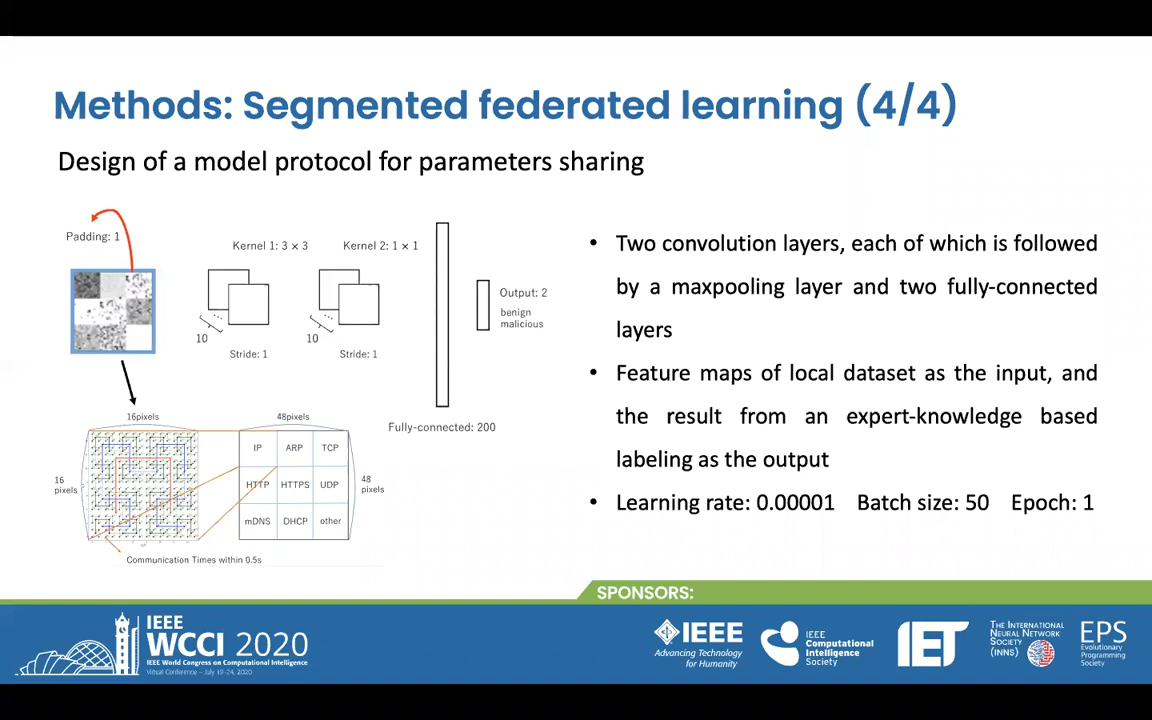 Methods: Segmented federated learning (4/4)
Design of a model protocol for parameters sharing
Padding: 1
Kernel 1: 3 × 3
Kernel 2: 1 × 1
10
Stride: 1
10
Stride: 1
Output: 2
benign
malicious
Fully-connected: 200
16pixels
16
pixels
48pixels
48
pixels
IP ARP TCP
HTTP HTTPS UDP
mDNS DHCP other
Communication Times within 0.5s
• Two convolution layers, each of which is followed
by a maxpooling layer and two fully-connected
layers
• Feature maps of local dataset as the input, and
the result from an expert-knowledge based
labeling as the output
• Learning rate: 0.00001 Batch size: 50 Epoch: 1
SPONSORS:
IEEE
WCCI 2020
IEEE World Congress on Computational Intelligence
Virtual Conference – July 19-24, 2020
IEEE
Advancing Technology
for Humanity
IEEE
Computational
Intelligence
Society
IET
The International
Neural Network
Society
(INNS)
EPS
Evolutionary
Programming
Society